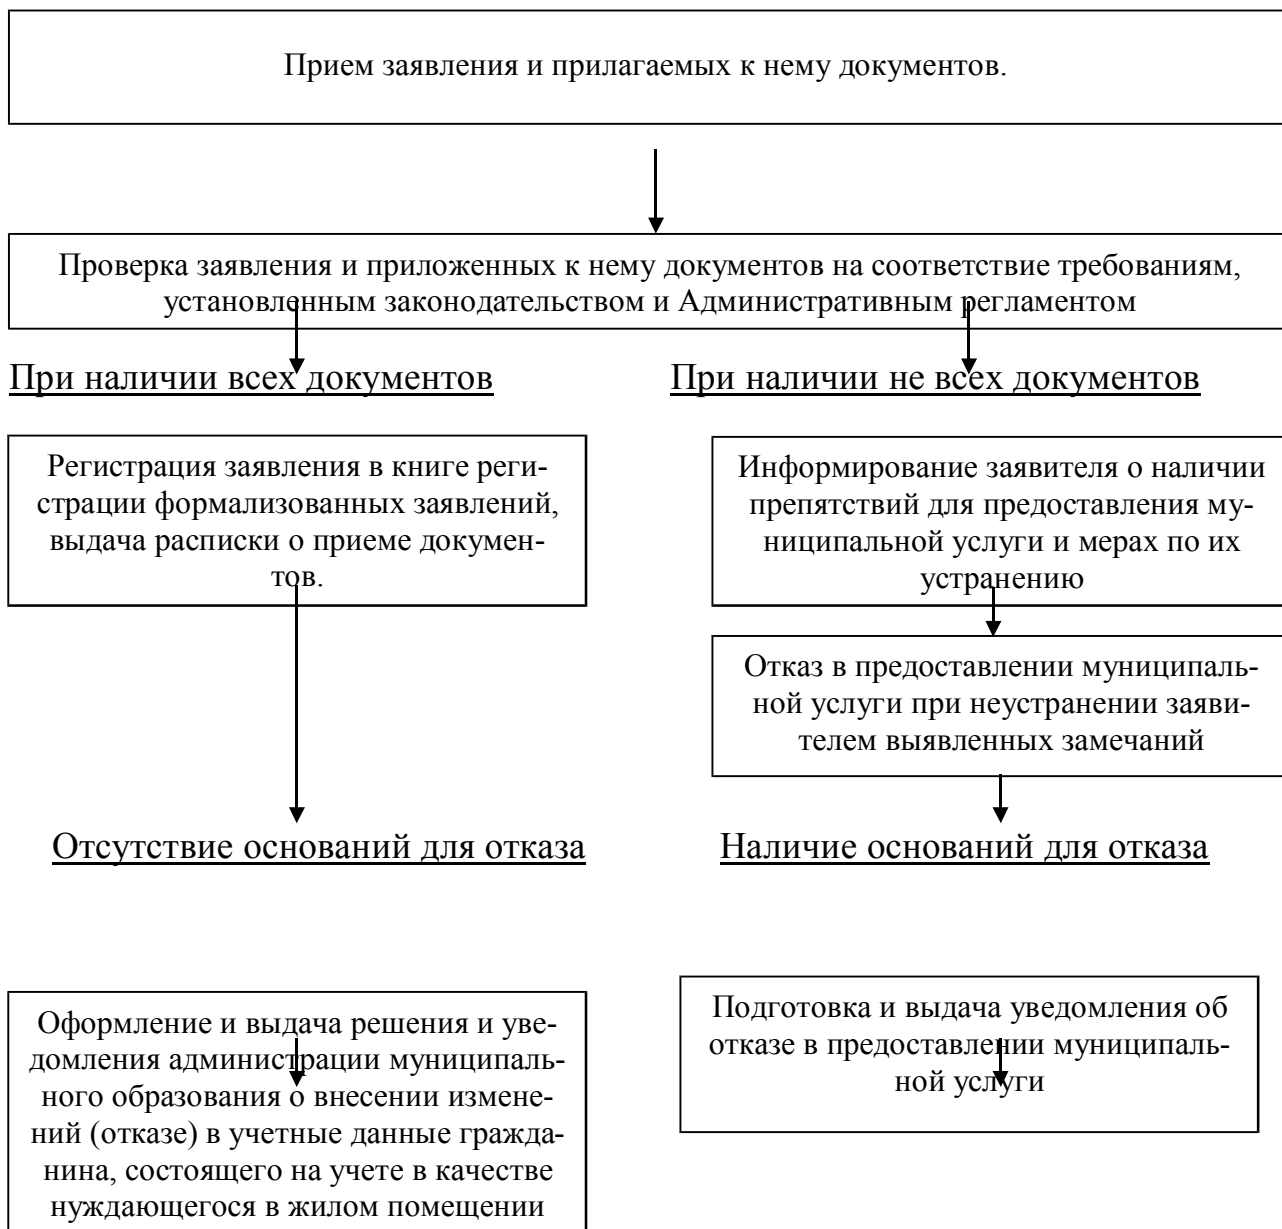 Прием заявления и прилагаемых к нему документов.
Проверка заявления и приложенных к нему документов на соответствие требованиям,
установленным законодательством и Административным регламентом
При наличии всех документов
При наличии не всех документов
Регистрация заявления в книге реги-
страции формализованных заявлений,
выдача расписки о приеме докумен-
тов.
Информирование заявителя о наличии
препятствий для предоставления му-
ниципальной услуги и мерах по их
устранению
Отказ в предоставлении муниципаль-
ной услуги при неустранении заяви-
телем выявленных замечаний
Отсутствие оснований для отказа
Наличие оснований для отказа
Оформление и выдача решения и уве-
домления администрации муниципаль-
ного образования о внесении измене-
ний (отказе) в учетные данные гражда-
нина, состоящего на учете в качестве
нуждающегося в жилом помещении
Подготовка и выдача уведомления об
отказе в предоставлении муниципаль-
ной услуги